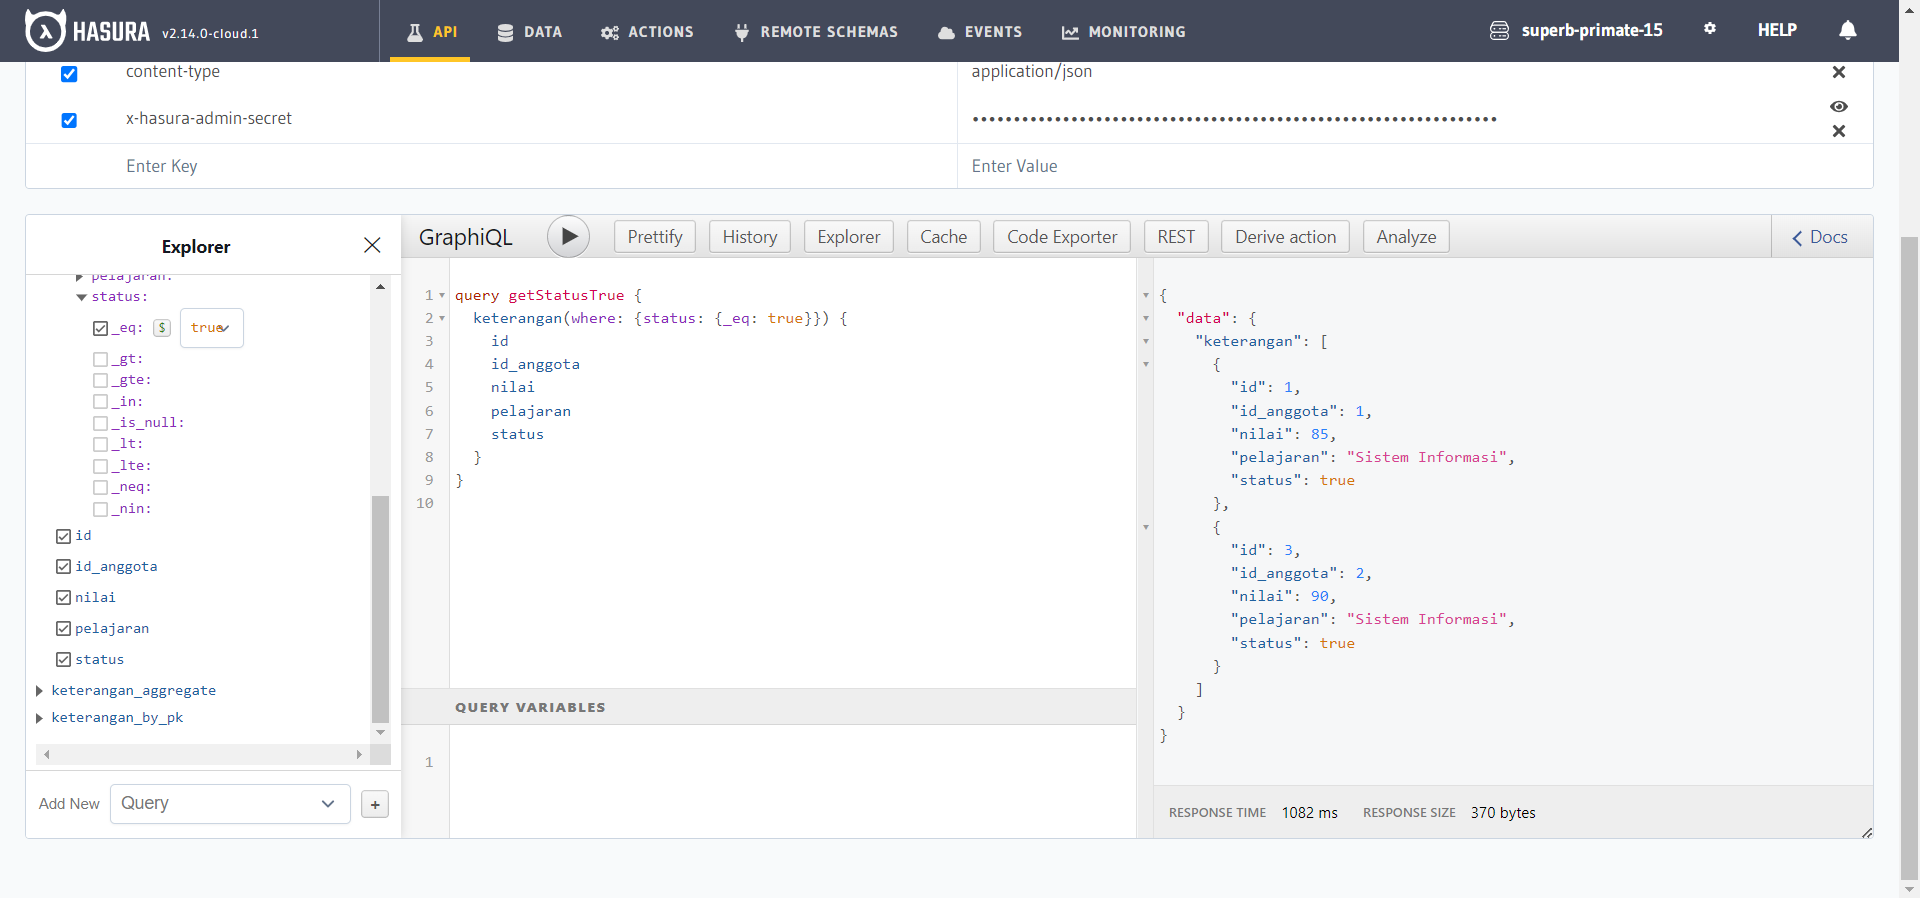 HASURA v2.14.0-cloud.1 API DATA ACTIONS REMOTE SCHEMAS EVENTS MONITORING superb-primate-15 HELP
content-type application/json
x-hasura-admin-secret ••••••••••••••••••••••••••••••••••••••••••••••••••••••••••••••••
Enter Key Enter Value
Explorer
pelajaran:
status:
_eq: $ true
_gt:
_gte:
_in:
_is_null:
_lt:
_lte:
_neq:
_nin:
id
id_anggota
nilai
pelajaran
status
keterangan_aggregate
keterangan_by_pk
Add New Query +
GraphiQL Prettify History Explorer Cache Code Exporter REST Derive action Analyze Docs
1 query getStatusTrue {
2 keterangan(where: {status: {_eq: true}}) {
3 id
4 id_anggota
5 nilai
6 pelajaran
7 status
8 }
9 }
10
QUERY VARIABLES
1
{
"data": {
"keterangan": [
{
"id": 1,
"id_anggota": 1,
"nilai": 85,
"pelajaran": "Sistem Informasi",
"status": true
},
{
"id": 3,
"id_anggota": 2,
"nilai": 90,
"pelajaran": "Sistem Informasi",
"status": true
}
]
}
}
RESPONSE TIME 1082 ms RESPONSE SIZE 370 bytes